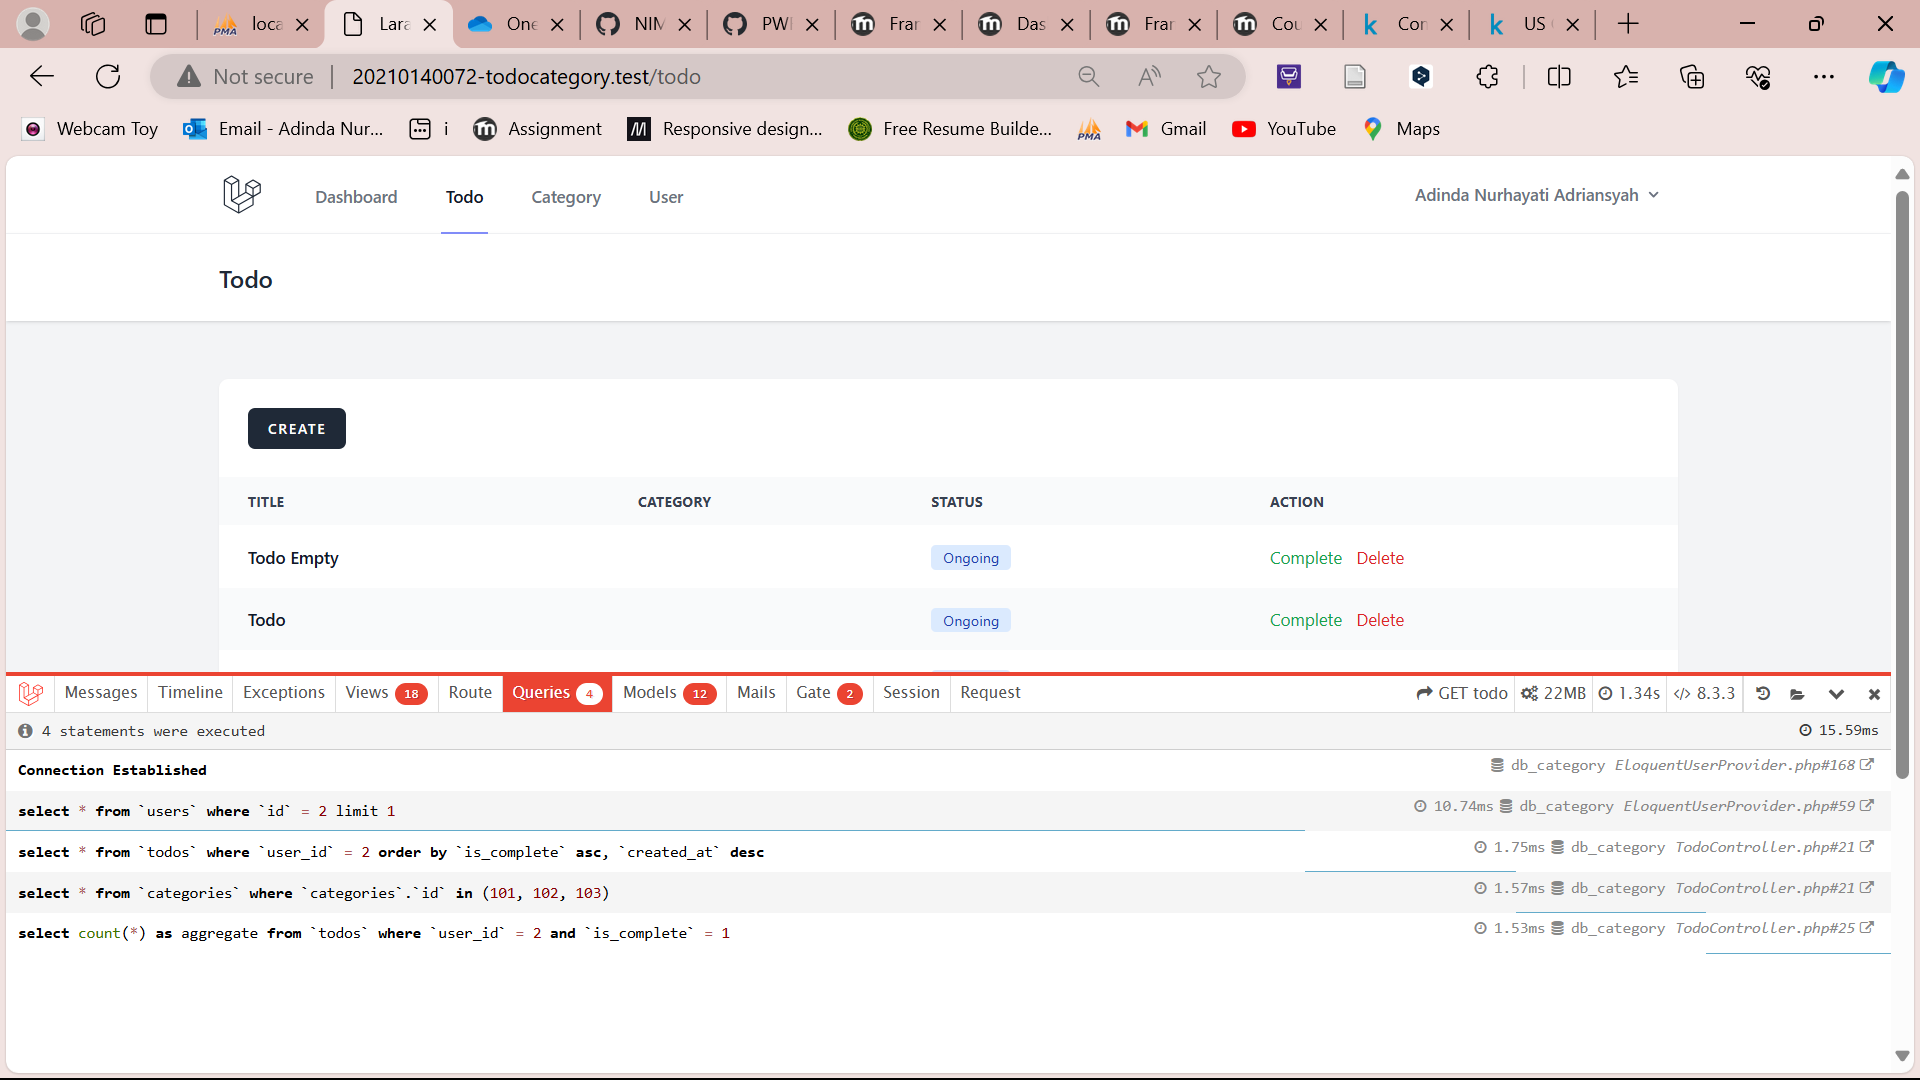 loca
Lara
One
NIM
PWI
Frar
Das
Frar
Cou
Con
US
Not secure
20210140072-todocategory.test/todo
Webcam Toy
Email - Adinda Nur...
i
Assignment
Responsive design...
Free Resume Builde...
PMA
Gmail
YouTube
Maps
Dashboard
Todo
Category
User
Adinda Nurhayati Adriansyah
Todo
CREATE
TITLE CATEGORY STATUS ACTION
Todo Empty Ongoing Complete Delete
Todo Ongoing Complete Delete
Messages Timeline Exceptions Views 18 Route Queries 4 Models 12 Mails Gate 2 Session Request GET todo 22MB 1.34s 8.3.3
4 statements were executed 15.59ms
Connection Established db_category EloquentUserProvider.php#168
select * from `users` where `id` = 2 limit 1 10.74ms db_category EloquentUserProvider.php#59
select * from `todos` where `user_id` = 2 order by `is_complete` asc, `created_at` desc 1.75ms db_category TodoController.php#21
select * from `categories` where `categories`.`id` in (101, 102, 103) 1.57ms db_category TodoController.php#21
select count(*) as aggregate from `todos` where `user_id` = 2 and `is_complete` = 1 1.53ms db_category TodoController.php#25